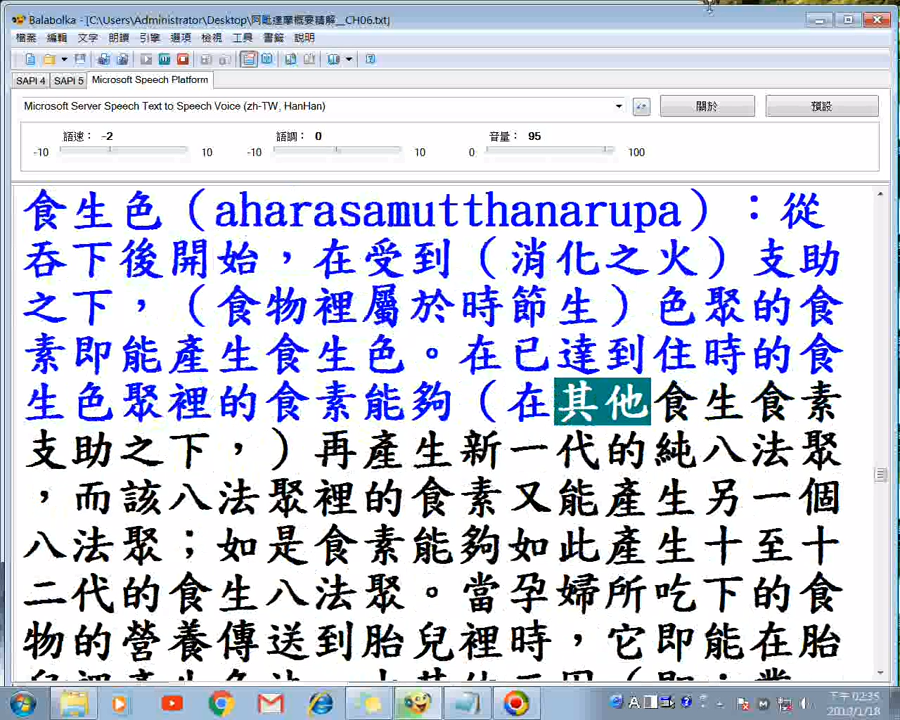 Balabolka - [C:\Users\Administrator\Desktop\阿毗達摩概要精解__CH06.txt]
檔案 編輯 文字 朗讀 引擎 選項 檢視 工具 書籤 說明
SAPI 4 SAPI 5 Microsoft Speech Platform
Microsoft Server Speech Text to Speech Voice (zh-TW, HanHan) 關於 預設
語速： -2 語調： 0 音量： 95
-10 10 -10 10 0 100
食生色（aharasamutthanarupa）：從
吞下後開始，在受到（消化之火）支助
之下，（食物裡屬於時節生）色聚的食
素即能產生食生色。在已達到住時的食
生色聚裡的食素能夠（在其他食生食素
支助之下，）再產生新一代的純八法聚
，而該八法聚裡的食素又能產生另一個
八法聚；如是食素能夠如此產生十至十
二代的食生八法聚。當孕婦所吃下的食
物的營養傳送到胎兒裡時，它即能在胎
下午 02:35